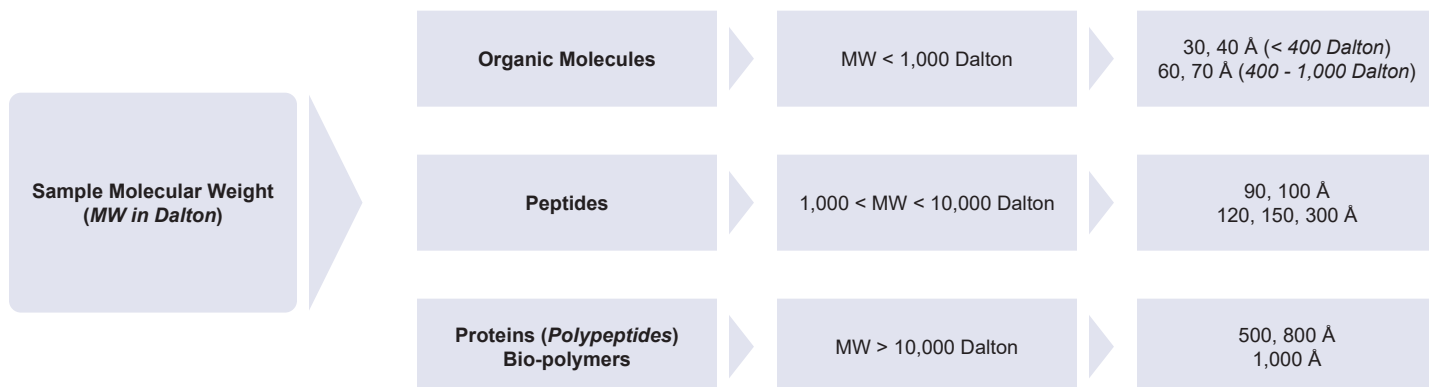 Sample Molecular Weight
(MW in Dalton)
Organic Molecules
MW < 1,000 Dalton
30, 40 Å (< 400 Dalton)
60, 70 Å (400 - 1,000 Dalton)
Peptides
1,000 < MW < 10,000 Dalton
90, 100 Å
120, 150, 300 Å
Proteins (Polypeptides)
Bio-polymers
MW > 10,000 Dalton
500, 800 Å
1,000 Å